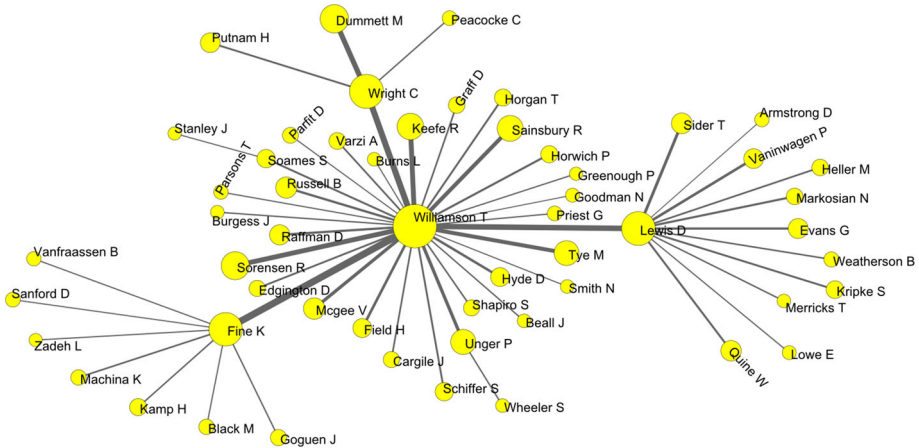 Dummett M
Peacocke C
Putnam H
Wright C
Graff D
Horgan T
Armstrong D
Sider T
Keefe R
Sainsbury R
Stanley J
Parfit D
Varzi A
Vaninwagen P
Burns L
Horwich P
Soames S
Heller M
Parsons T
Russell B
Greenough P
Goodman N
Markosian N
Burgess J
Williamson T
Priest G
Lewis D
Evans G
Raffman D
Vanfraassen B
Sorensen R
Tye M
Weatherson B
Edgington D
Hyde D
Smith N
Kripke S
Sanford D
Mcgee V
Shapiro S
Merricks T
Fine K
Field H
Beall J
Zadeh L
Unger P
Quine W
Lowe E
Cargile J
Machina K
Schiffer S
Kamp H
Wheeler S
Black M
Goguen J